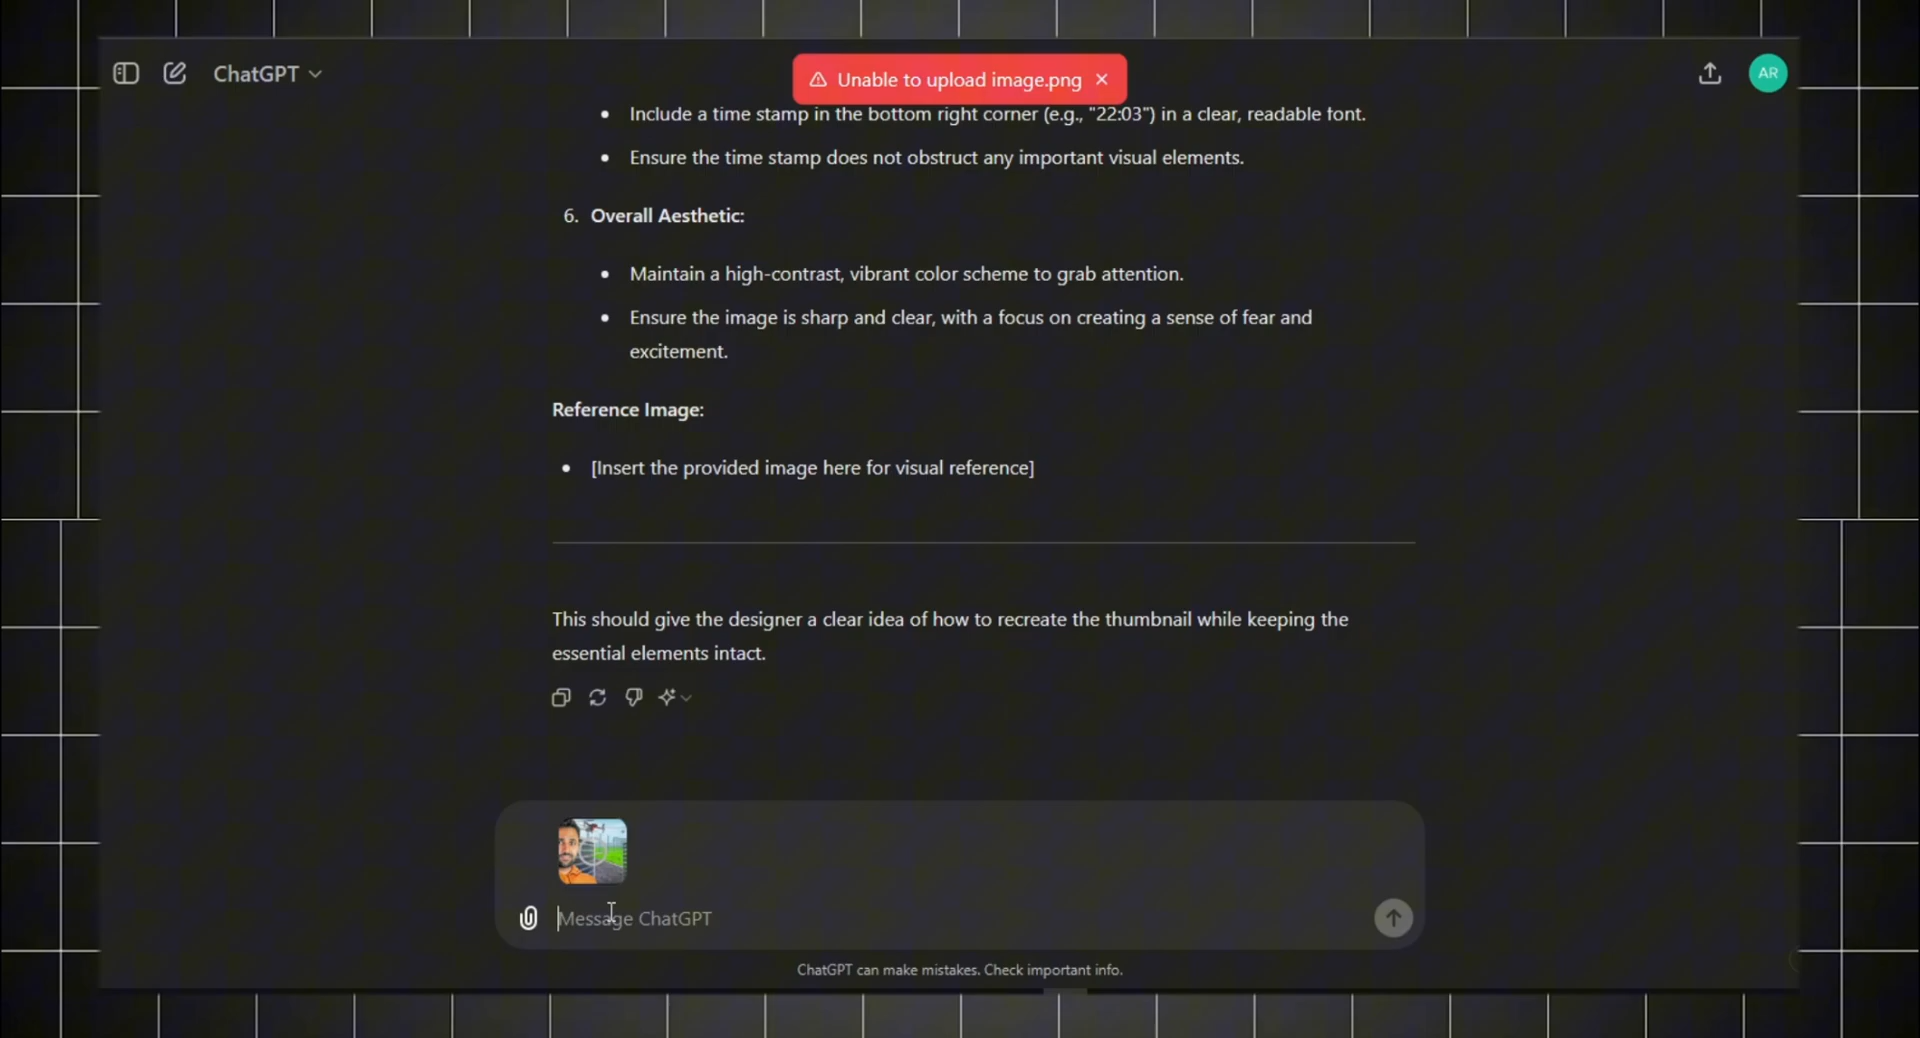 ChatGPT
Unable to upload image.png
AR
Include a time stamp in the bottom right corner (e.g., "22:03") in a clear, readable font.
Ensure the time stamp does not obstruct any important visual elements.
6. Overall Aesthetic:
Maintain a high-contrast, vibrant color scheme to grab attention.
Ensure the image is sharp and clear, with a focus on creating a sense of fear and
excitement.
Reference Image:
[Insert the provided image here for visual reference]
This should give the designer a clear idea of how to recreate the thumbnail while keeping the
essential elements intact.
Message ChatGPT
ChatGPT can make mistakes. Check important info.